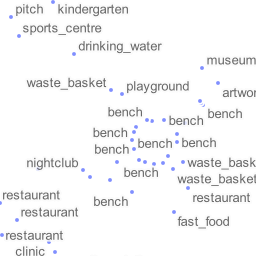 pitch
kindergarten
sports_centre
drinking_water
museum
waste_basket
playground
artwor
bench
bench
bench
bench
bench
bench
bench
nightclub
waste_bask
bench
waste_basket
restaurant
bench
restaurant
restaurant
fast_food
restaurant
clinic